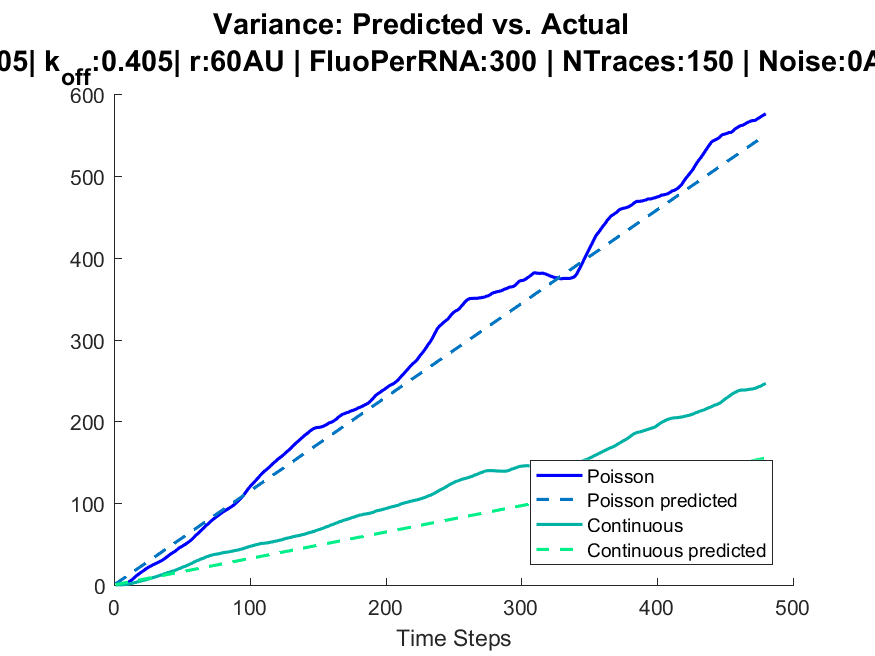 Variance: Predicted vs. Actual
05| k_off:0.405| r:60AU | FluoPerRNA:300 | NTraces:150 | Noise:0A
600
500
400
300
200
100
0
0 100 200 300 400 500
Poisson
Poisson predicted
Continuous
Continuous predicted
Time Steps